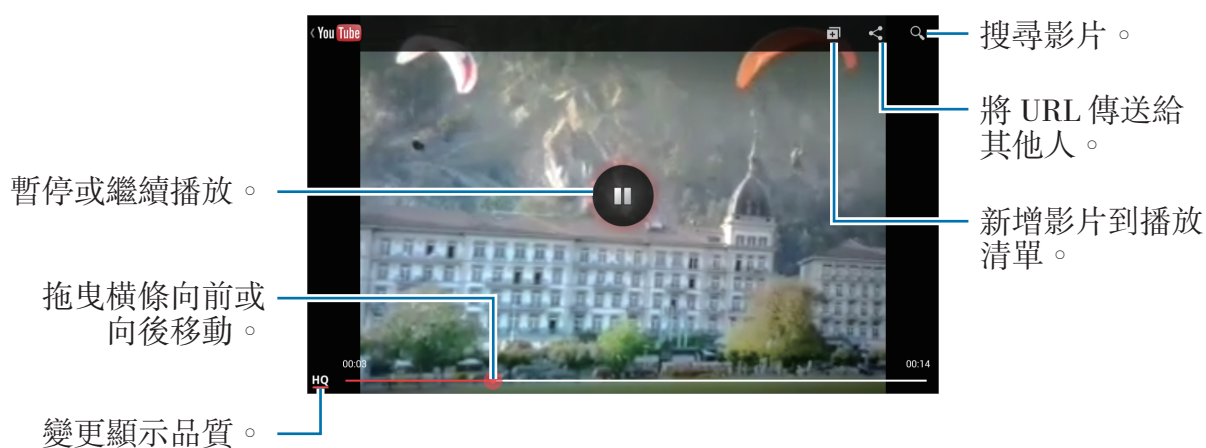 You Tube
搜尋影片。
將 URL 傳送給
其他人。
暫停或繼續播放。
新增影片到播放
清單。
拖曳橫條向前或
向後移動。
00:03
00:14
HQ
變更顯示品質。